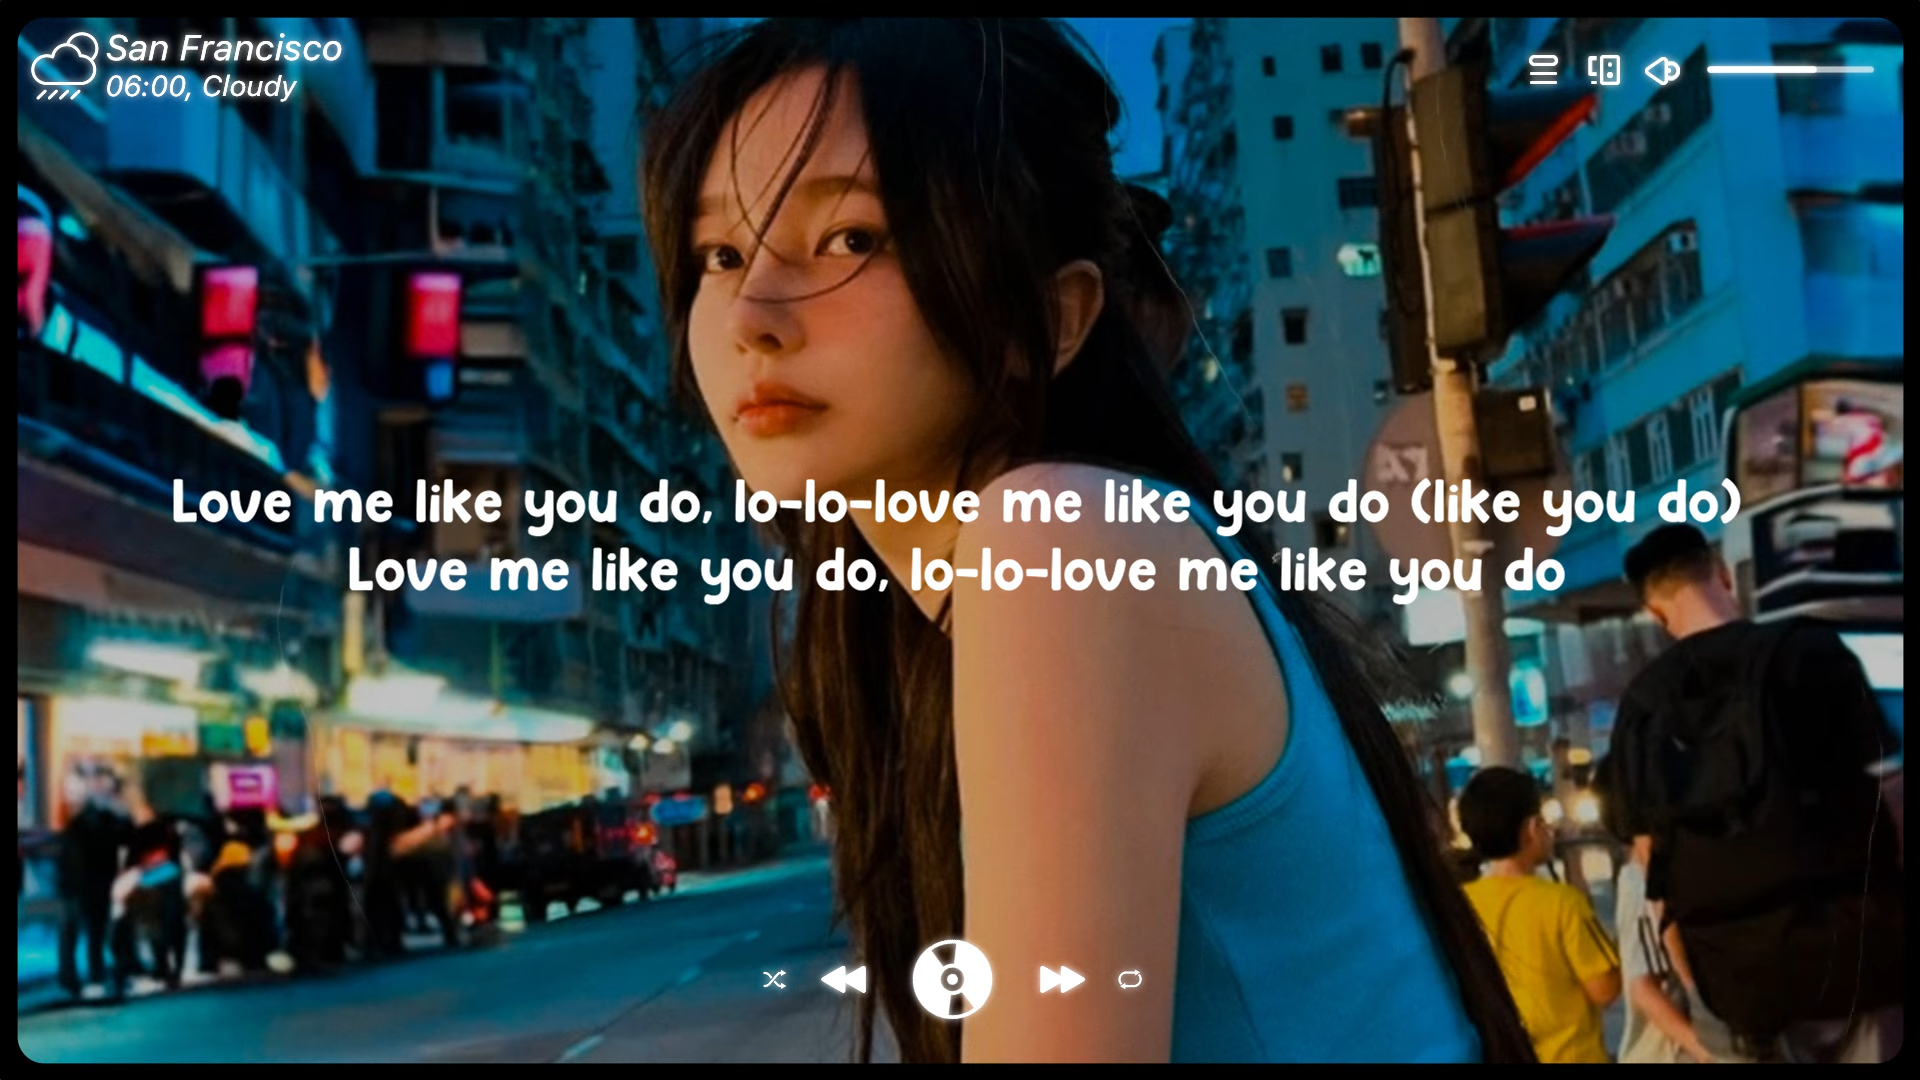 San Francisco
06:00, Cloudy
Love me like you do, lo-lo-love me like you do (like you do)
Love me like you do, lo-lo-love me like you do